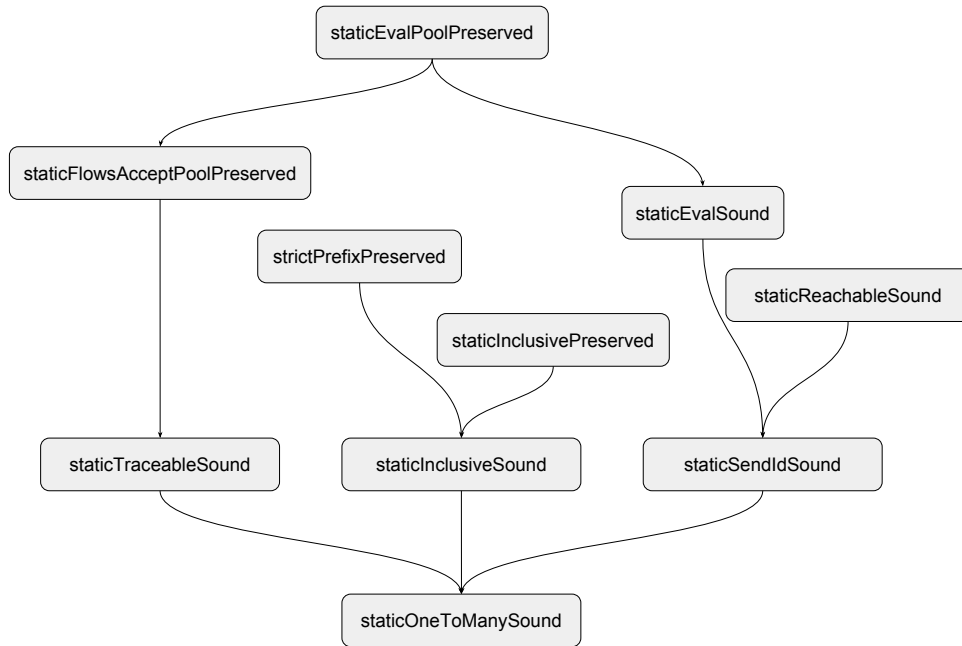 staticEvalPoolPreserved
staticFlowsAcceptPoolPreserved
staticEvalSound
strictPrefixPreserved
staticReachableSound
staticInclusivePreserved
staticTraceableSound
staticInclusiveSound
staticSendIdSound
staticOneToManySound